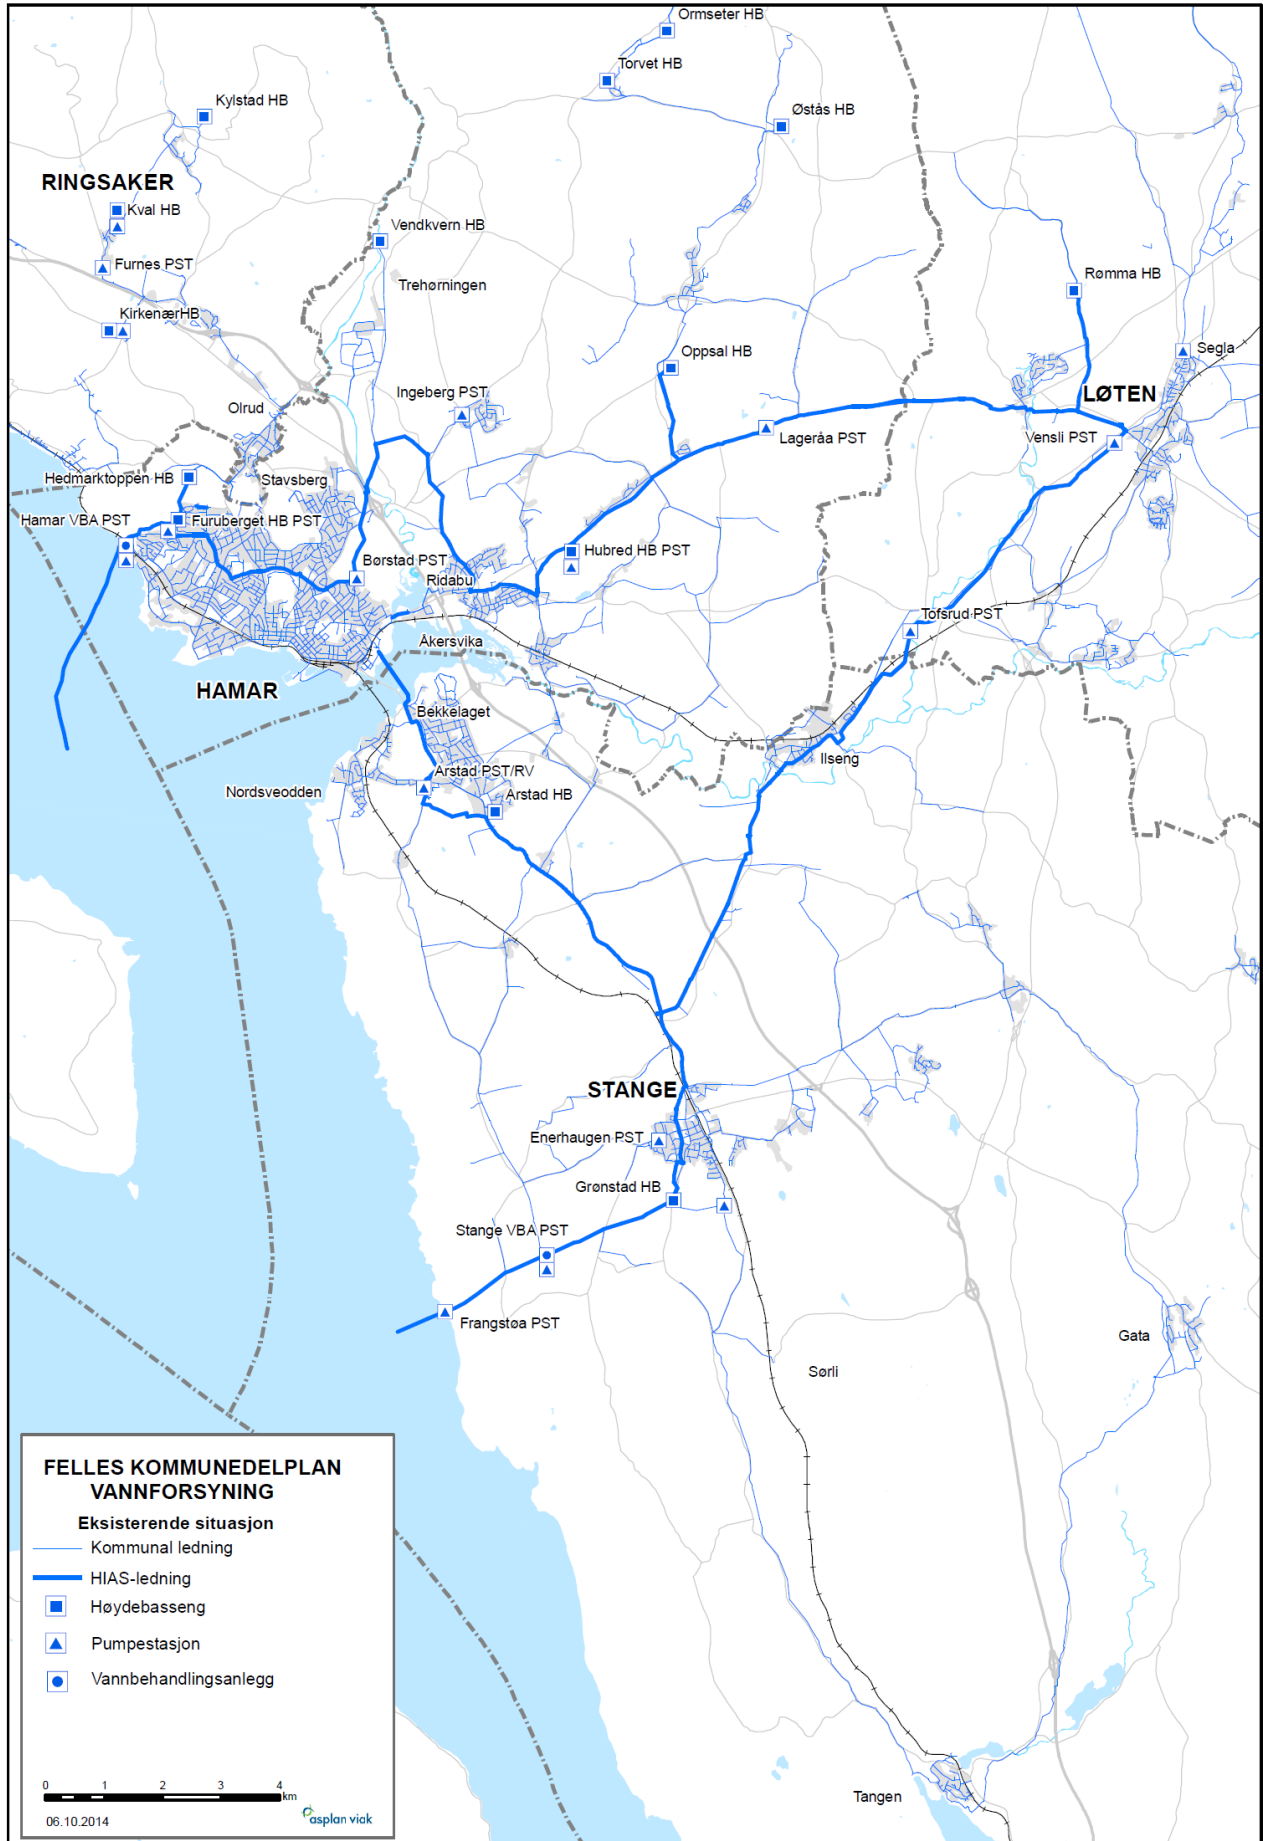 Ormseter HB
Torvet HB
Kylstad HB
Østås HB
RINGSAKER
Kval HB
Vendkvern HB
Furnes PST
Trehørningen
Rømma HB
KirkenærHB
Oppsal HB
Segla
Ingeberg PST
LØTEN
Olrud
Lageråa PST
Vensli PST
Hedmarktoppen HB
Stavsberg
Hamar VBA PST
Furuberget HB PST
Børstad PST
Hubred HB PST
Ridabu
Tofsrud PST
Åkersvika
HAMAR
Bekkelaget
Ilseng
Arstad PST/RV
Nordsveodden
Arstad HB
STANGE
Enerhaugen PST
Grønstad HB
Stange VBA PST
Frangstøa PST
Gata
Sørli
Tangen
FELLES KOMMUNEDELPLAN
VANNFORSYNING
Eksisterende situasjon
Kommunal ledning
HIAS-ledning
Høydebasseng
Pumpestasjon
Vannbehandlingsanlegg
0 1 2 3 4
km
06.10.2014
asplan viak